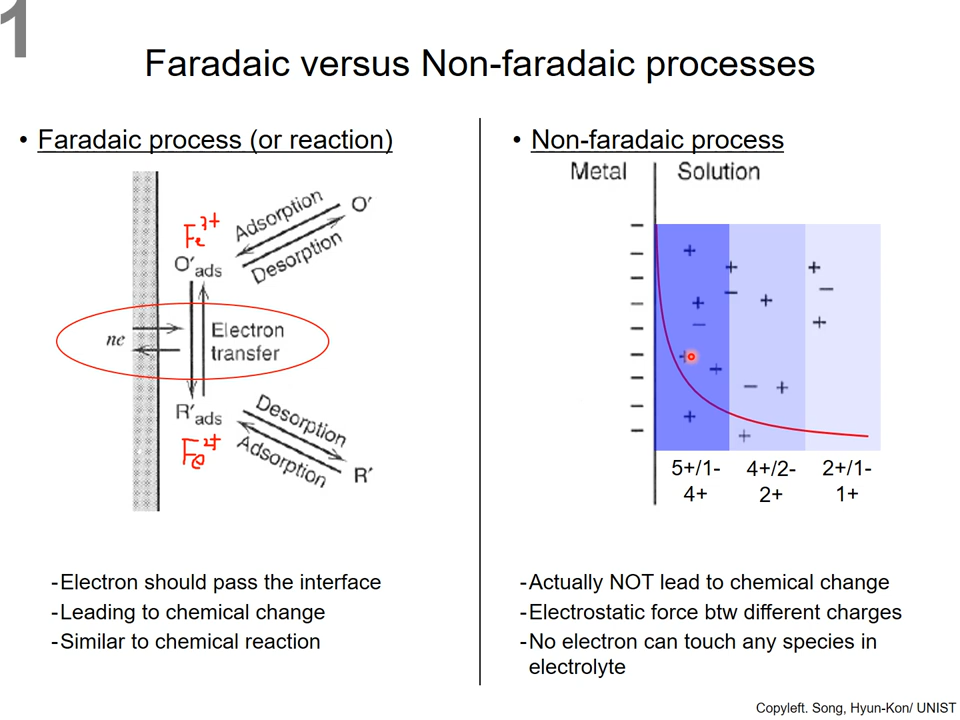 1
Faradaic versus Non-faradaic processes
• Faradaic process (or reaction)
Fe³⁺
O'ads
Adsorption
Desorption
O'
ne
Electron
transfer
R'ads
Fe²⁺
Desorption
Adsorption
R'
-Electron should pass the interface
-Leading to chemical change
-Similar to chemical reaction
• Non-faradaic process
Metal
Solution
5+/1-
4+
4+/2-
2+
2+/1-
1+
-Actually NOT lead to chemical change
-Electrostatic force btw different charges
-No electron can touch any species in
electrolyte
Copyleft. Song, Hyun-Kon/ UNIST